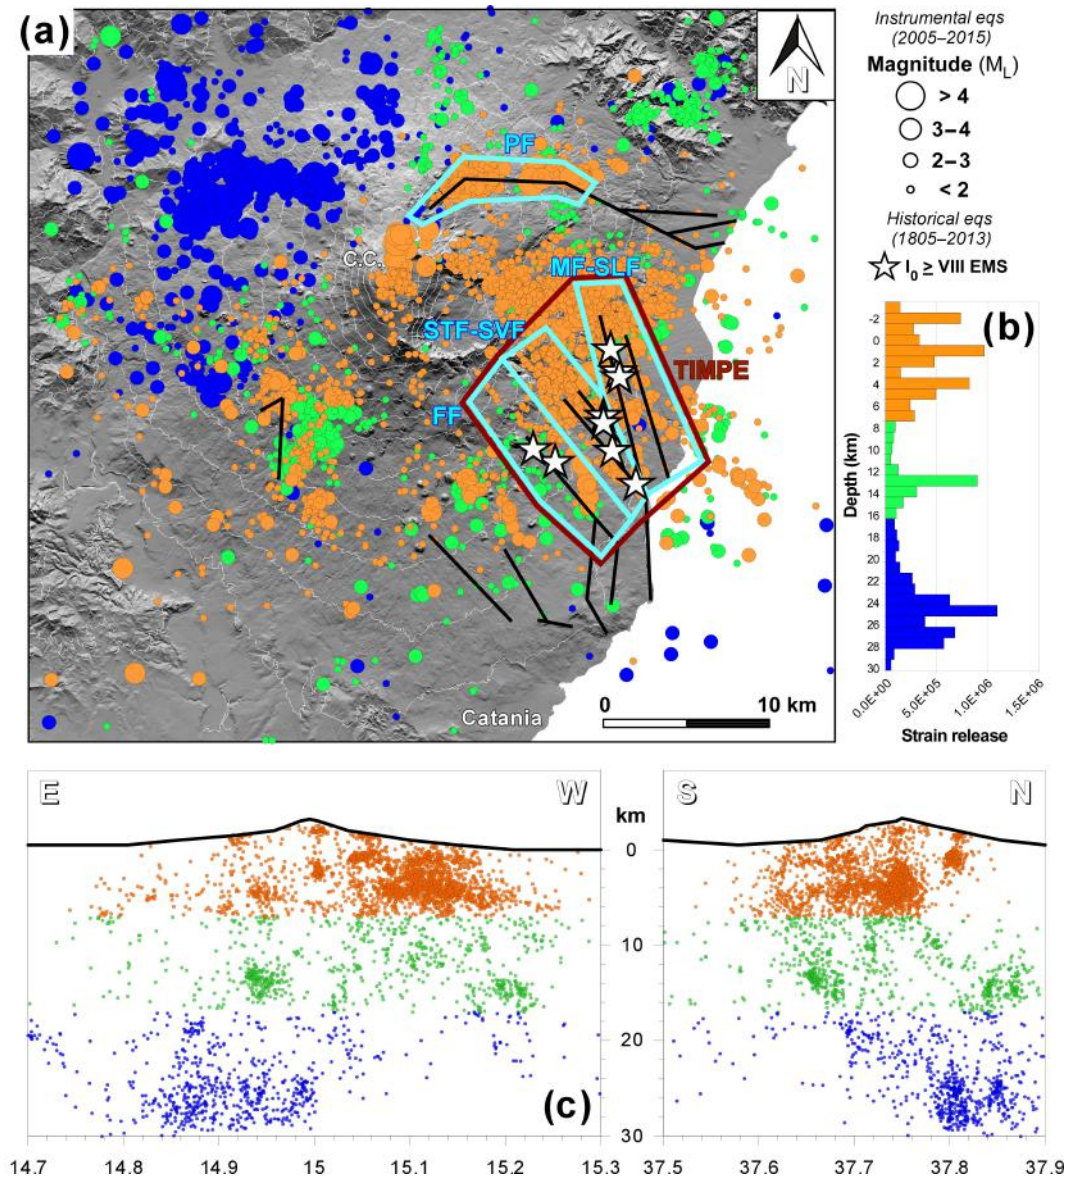 (a)
N
PF
C.C.
MF-SLF
STF-SVF
TIMPE
FF
Catania
0 10 km
Instrumental eqs
(2005–2015)
Magnitude (M_L)
> 4
3–4
2–3
< 2
Historical eqs
(1805–2013)
I₀ ≥ VIII EMS
(b)
Depth (km)
-2
0
2
4
6
8
10
12
14
16
18
20
22
24
26
28
30
0.0E+00 5.0E+05 1.0E+06 1.5E+06
Strain release
E W
km
S N
0
10
20
30
(c)
14.7 14.8 14.9 15 15.1 15.2 15.3
37.5 37.6 37.7 37.8 37.9